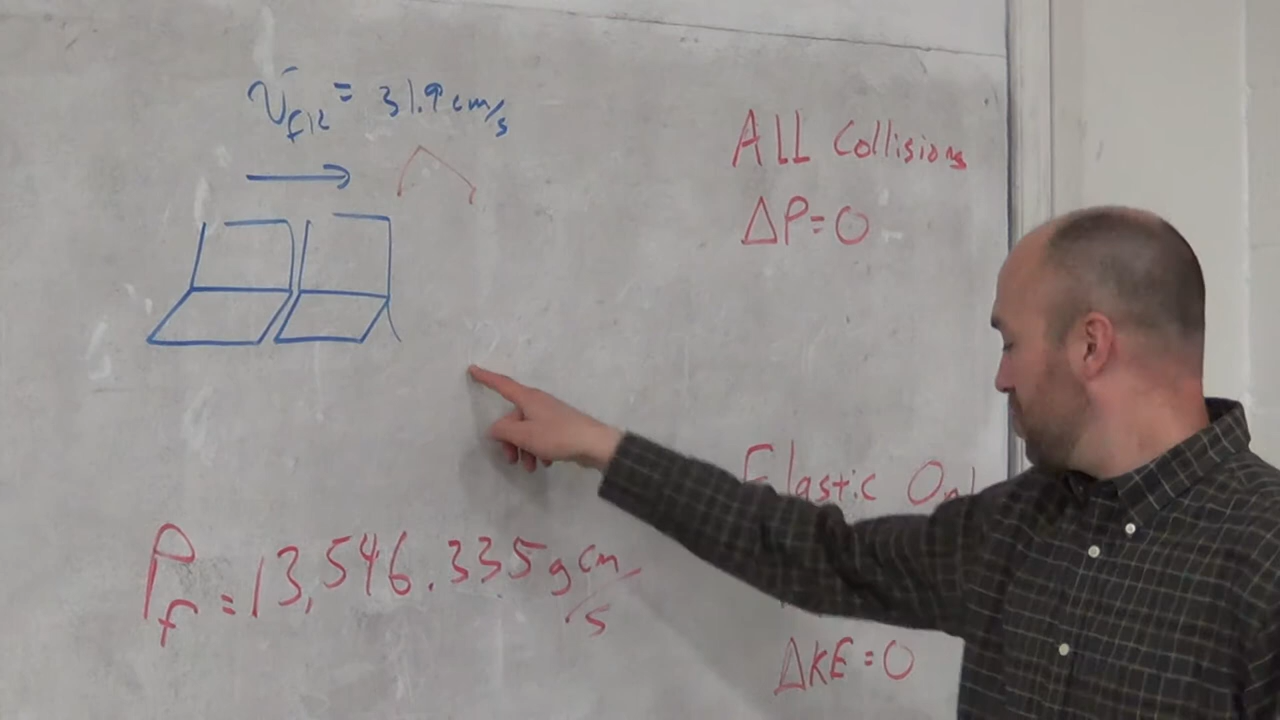 v̄f12 = 31.9 cm/s
ALL Collisions
ΔP=0
Elastic
Pf = 13,546.335 g cm/s
ΔKE=0